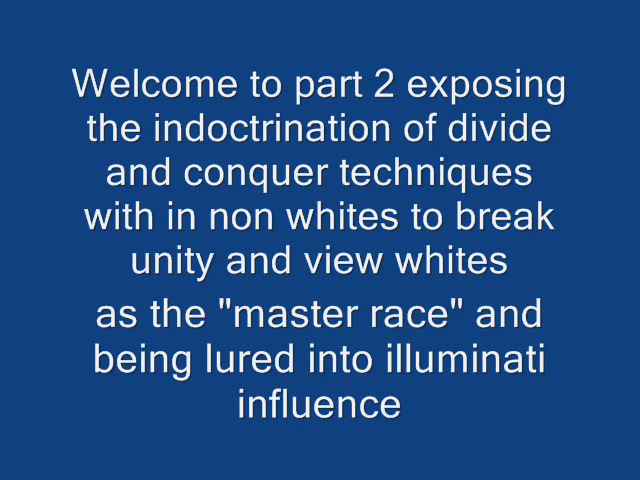 Welcome to part 2 exposing
the indoctrination of divide
and conquer techniques
with in non whites to break
unity and view whites
as the "master race" and
being lured into illuminati
influence